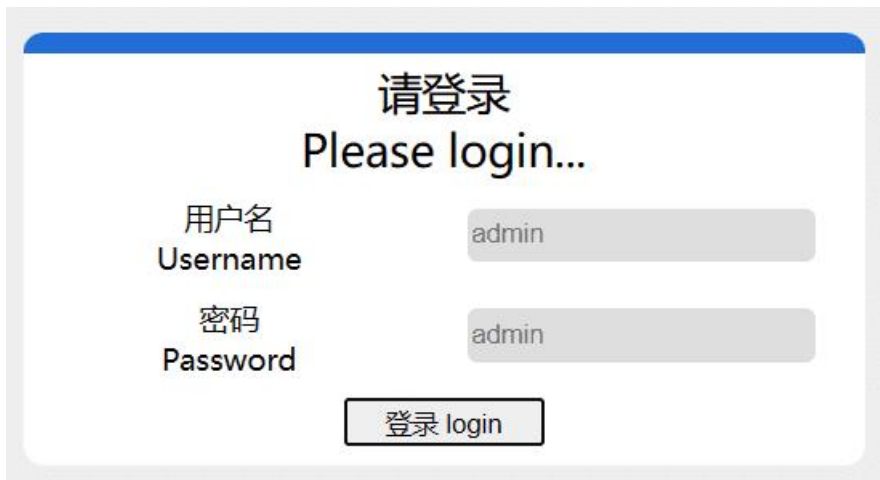 请登录
Please login...
用户名
Username
admin
密码
Password
admin
登录 login